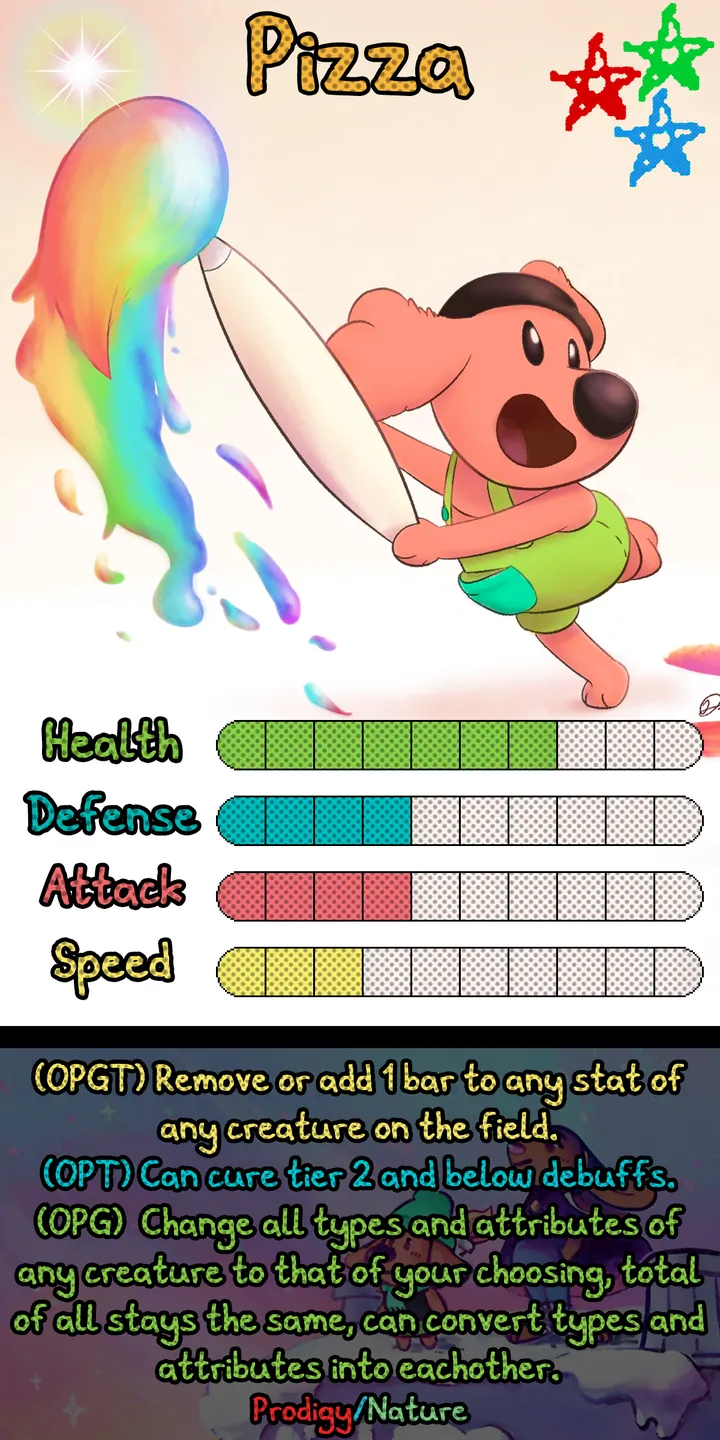 Pizza
Health
Defense
Attack
Speed
(OPGT) Remove or add 1 bar to any stat of
any creature on the field.
(OPT) Can cure tier 2 and below debuffs.
(OPG) Change all types and attributes of
any creature to that of your choosing, total
of all stays the same, can convert types and
attributes into eachother.
Prodigy/Nature